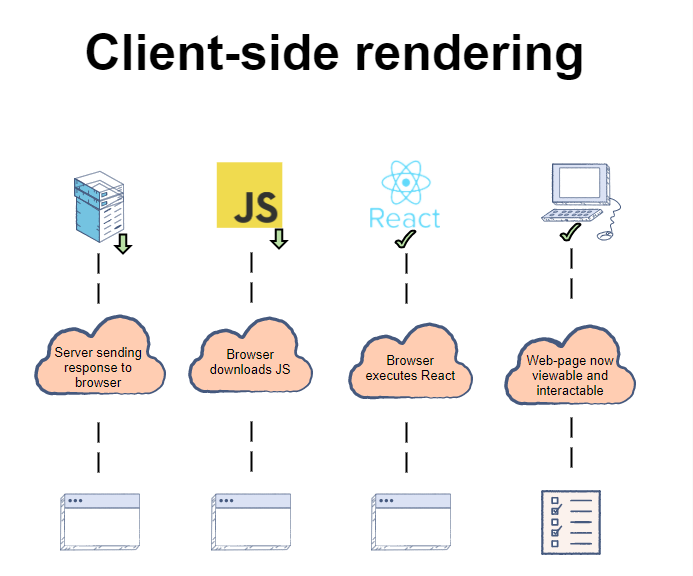 Client-side rendering
JS
React
Server sending
response to
browser
Browser
downloads JS
Browser
executes React
Web-page now
viewable and
interactable